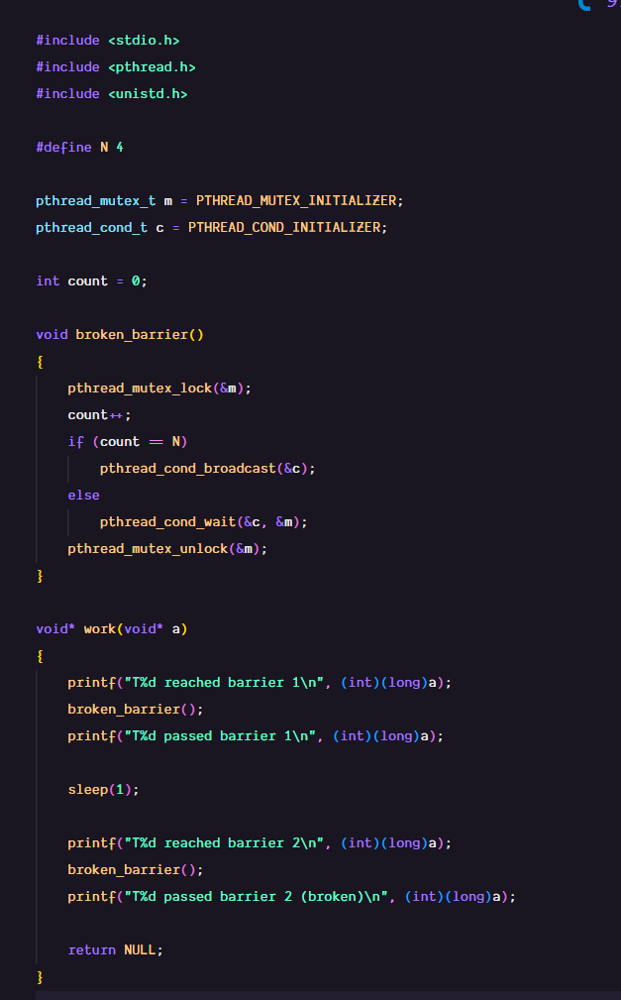 9
#include <stdio.h>
#include <pthread.h>
#include <unistd.h>
#define N 4
pthread_mutex_t m = PTHREAD_MUTEX_INITIALIZER;
pthread_cond_t c = PTHREAD_COND_INITIALIZER;
int count = 0;
void broken_barrier()
{
    pthread_mutex_lock(&m);
    count++;
    if (count == N)
        pthread_cond_broadcast(&c);
    else
        pthread_cond_wait(&c, &m);
    pthread_mutex_unlock(&m);
}
void* work(void* a)
{
    printf("T%d reached barrier 1\n", (int)(long)a);
    broken_barrier();
    printf("T%d passed barrier 1\n", (int)(long)a);
    sleep(1);
    printf("T%d reached barrier 2\n", (int)(long)a);
    broken_barrier();
    printf("T%d passed barrier 2 (broken)\n", (int)(long)a);
    return NULL;
}